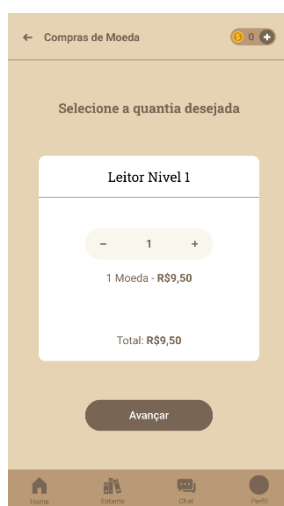 ← Compras de Moeda 0 +
Selecione a quantia desejada
Leitor Nivel 1
- 1 +
1 Moeda - R$9,50
Total: R$9,50
Avançar
Home Estante Chat Perfil